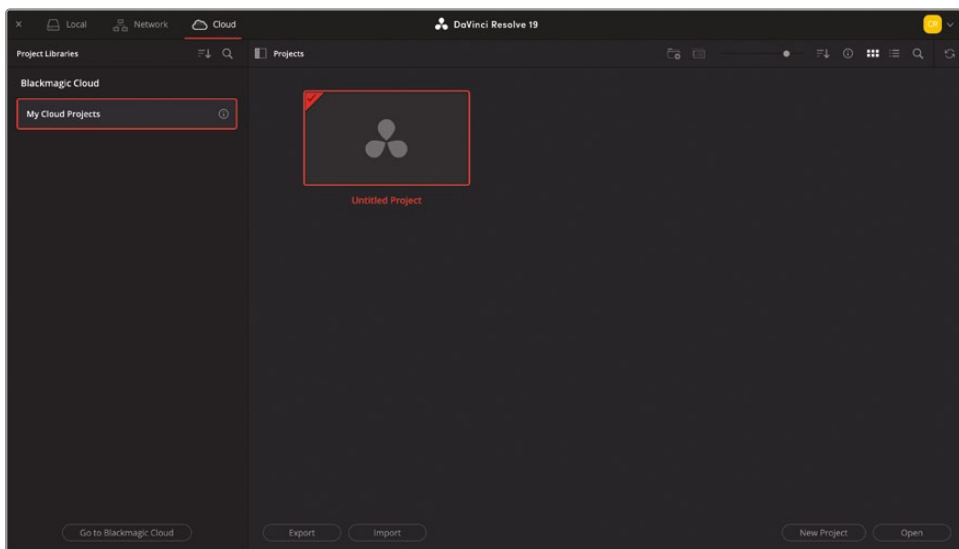 Local
Network
Cloud
DaVinci Resolve 19
CR
Project Libraries
Projects
Blackmagic Cloud
My Cloud Projects
Untitled Project
Go to Blackmagic Cloud
Export
Import
New Project
Open